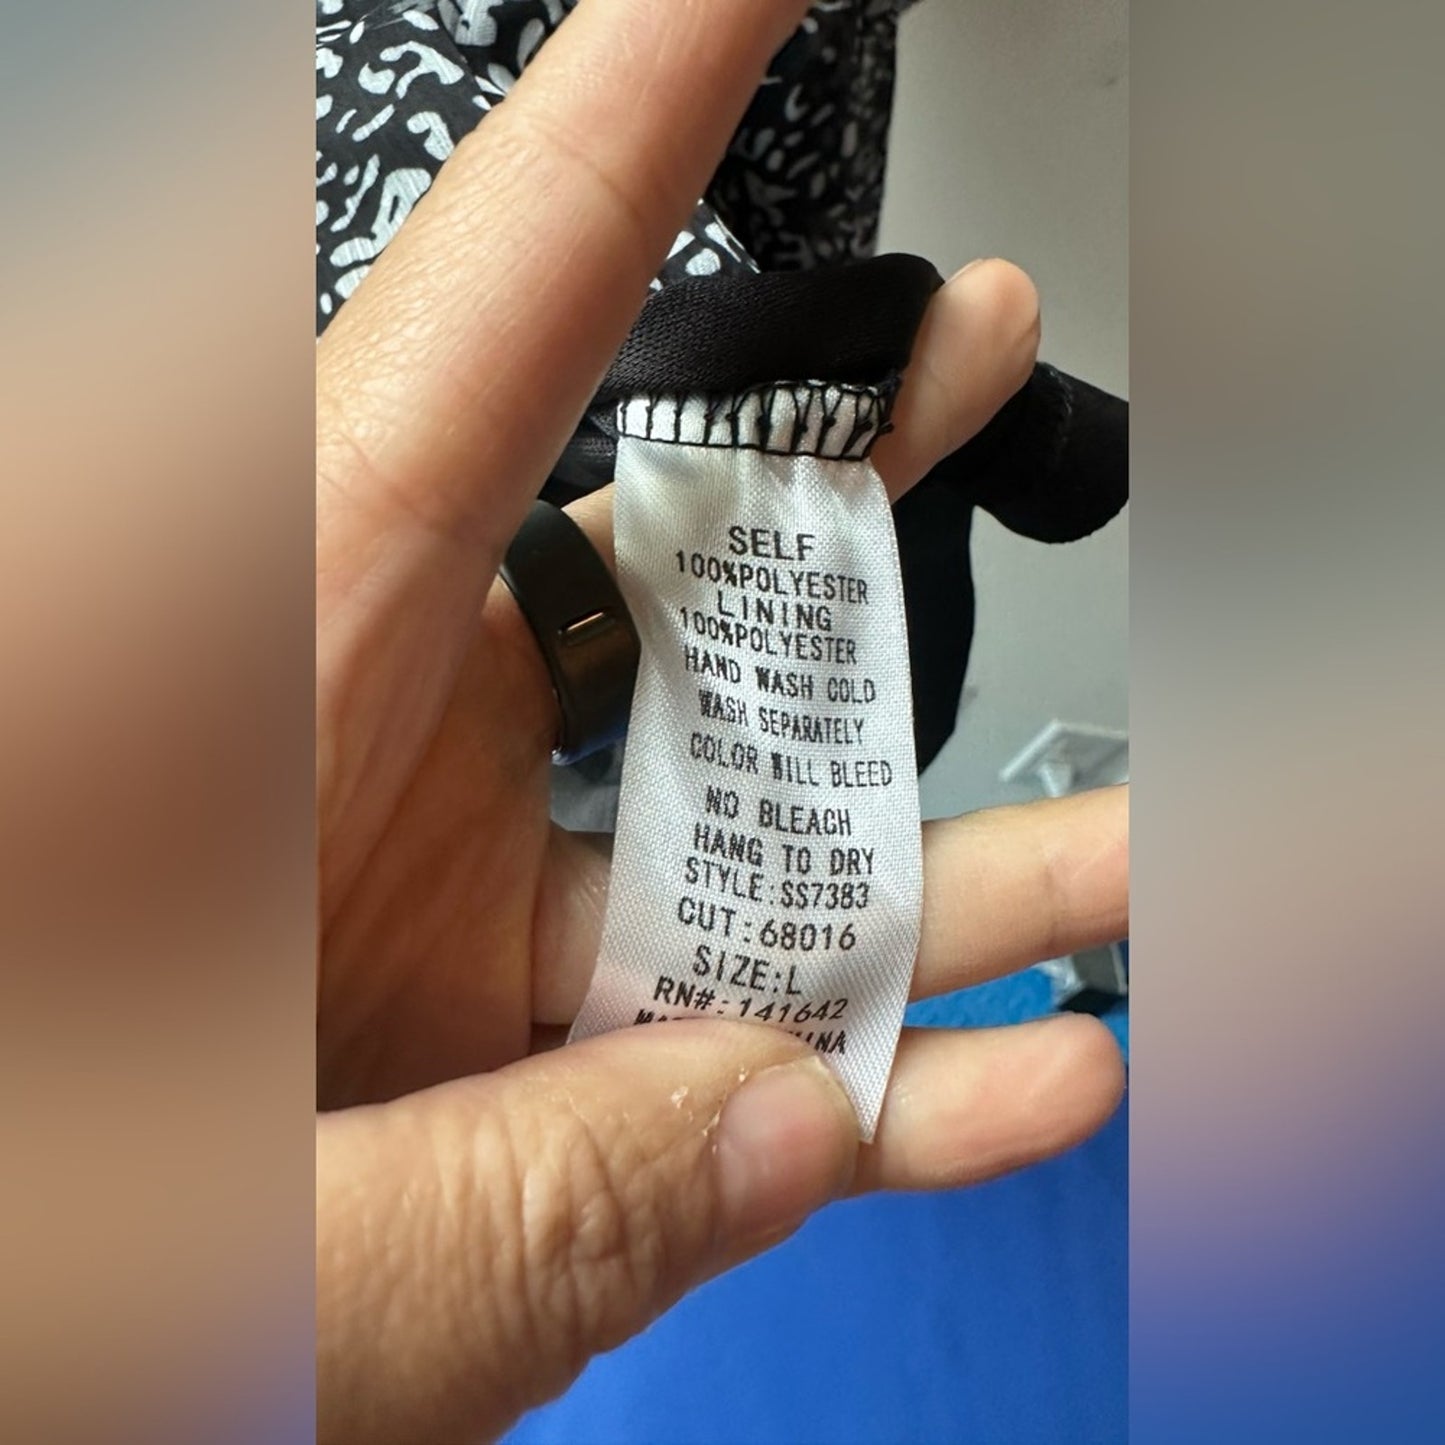 SELF
100%POLYESTER
LINING
100%POLYESTER
HAND WASH COLD
WASH SEPARATELY
COLOR WILL BLEED
NO BLEACH
HANG TO DRY
STYLE:SS7383
CUT:68016
SIZE:L
RN#:141642